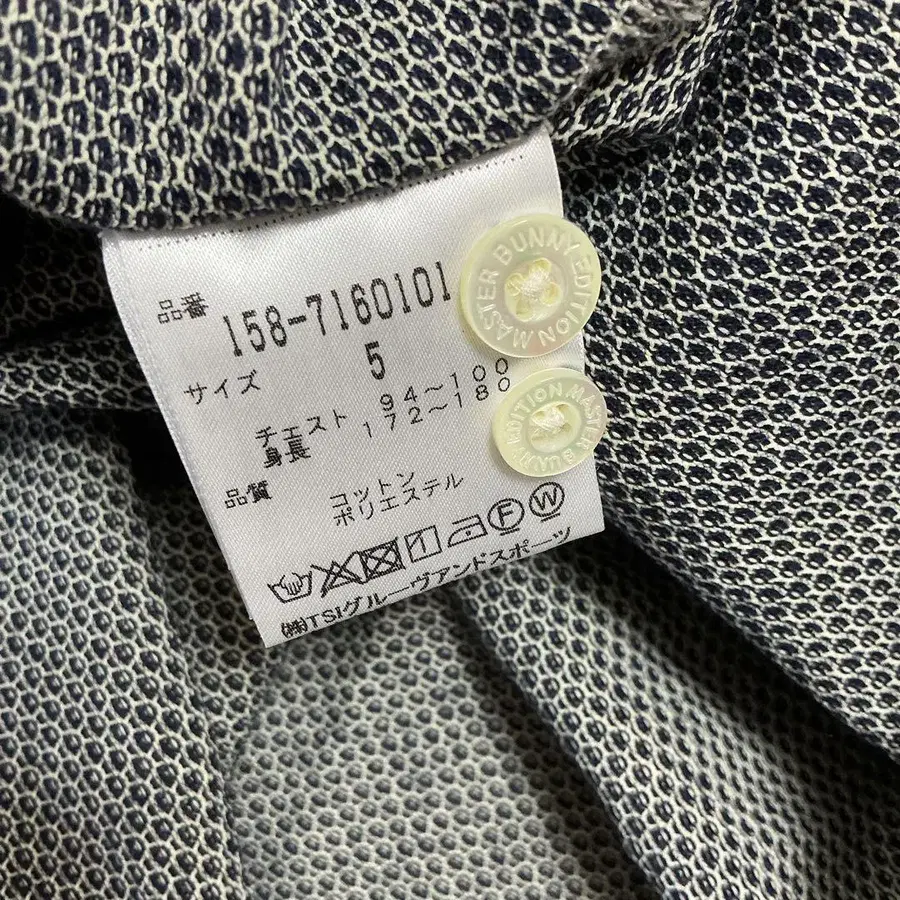 品番 158-7160101
サイズ 5
チェスト 94～100
身長 172～180
品質 コットン
ポリエステル
F W
㈱TSIグルーヴアンドスポーツ
MASTER BUNNY EDITION
MASTER BUNNY EDITION